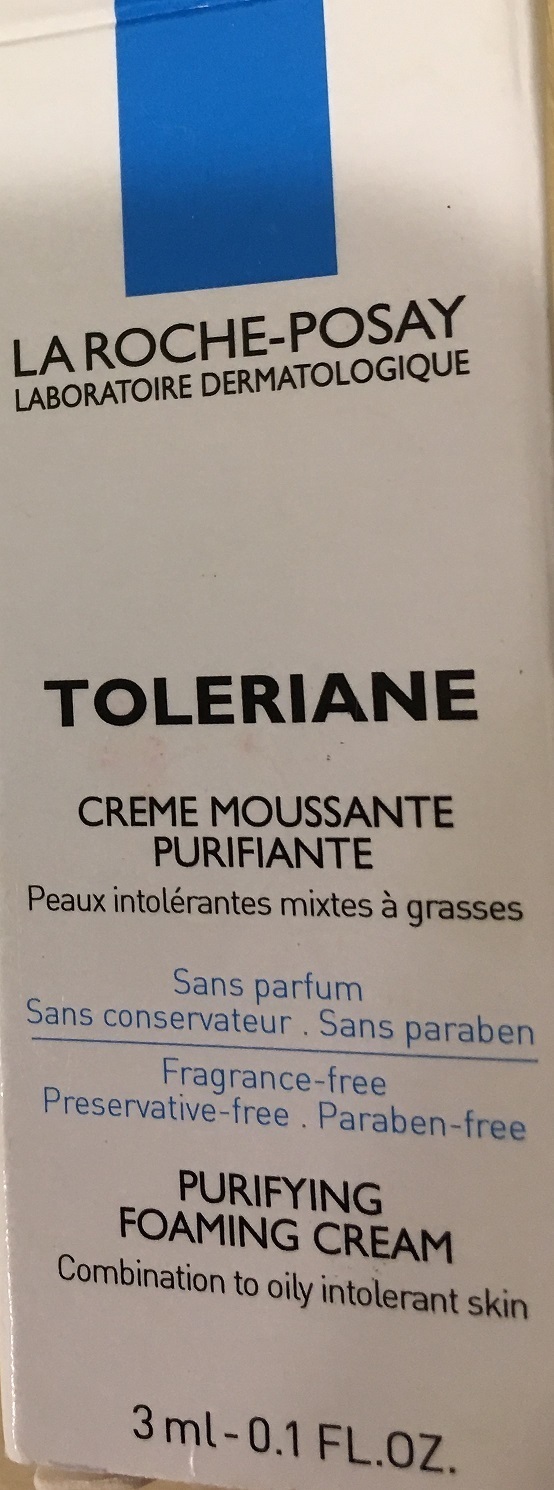 LA ROCHE-POSAY
LABORATOIRE DERMATOLOGIQUE
TOLERIANE
CREME MOUSSANTE
PURIFIANTE
Peaux intolérantes mixtes à grasses
Sans parfum
Sans conservateur . Sans paraben
Fragrance-free
Preservative-free . Paraben-free
PURIFYING
FOAMING CREAM
Combination to oily intolerant skin
3 ml - 0.1 FL.OZ.